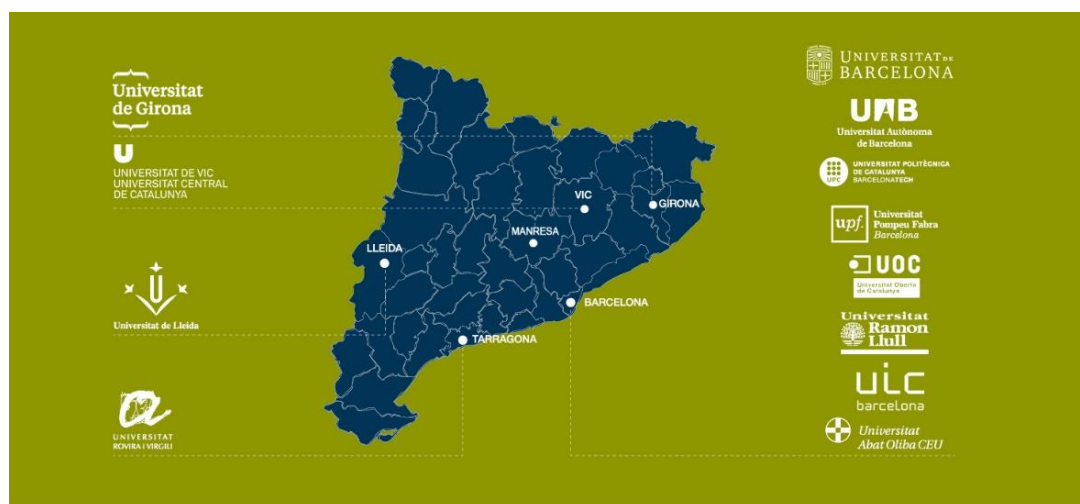 Universitat
de Girona
U
UNIVERSITAT DE VIC
UNIVERSITAT CENTRAL
DE CATALUNYA
U
Universitat de Lleida
UNIVERSITAT
ROVIRA I VIRGILI
VIC
GIRONA
MANRESA
LLEIDA
BARCELONA
TARRAGONA
UNIVERSITAT DE
BARCELONA
UAB
Universitat Autònoma
de Barcelona
UPC
UNIVERSITAT POLITÈCNICA
DE CATALUNYA
BARCELONATECH
upf.
Universitat
Pompeu Fabra
Barcelona
UOC
Universitat Oberta
de Catalunya
Universitat
Ramon
Llull
uic
barcelona
Universitat
Abat Oliba CEU